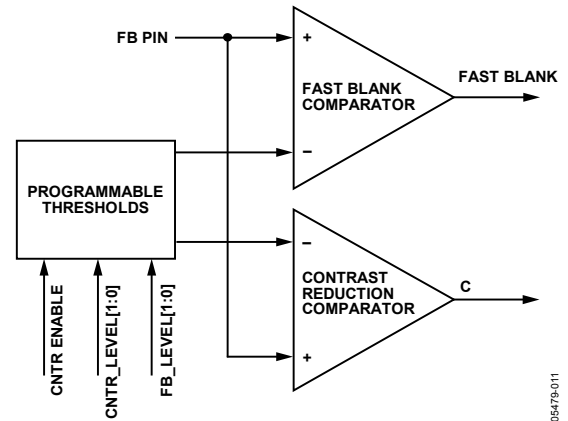 FB PIN
+
FAST BLANK
COMPARATOR
–
FAST BLANK
PROGRAMMABLE
THRESHOLDS
–
CONTRAST
REDUCTION
COMPARATOR
+
C
CNTR ENABLE
CNTR_LEVEL[1:0]
FB_LEVEL[1:0]
05479-011